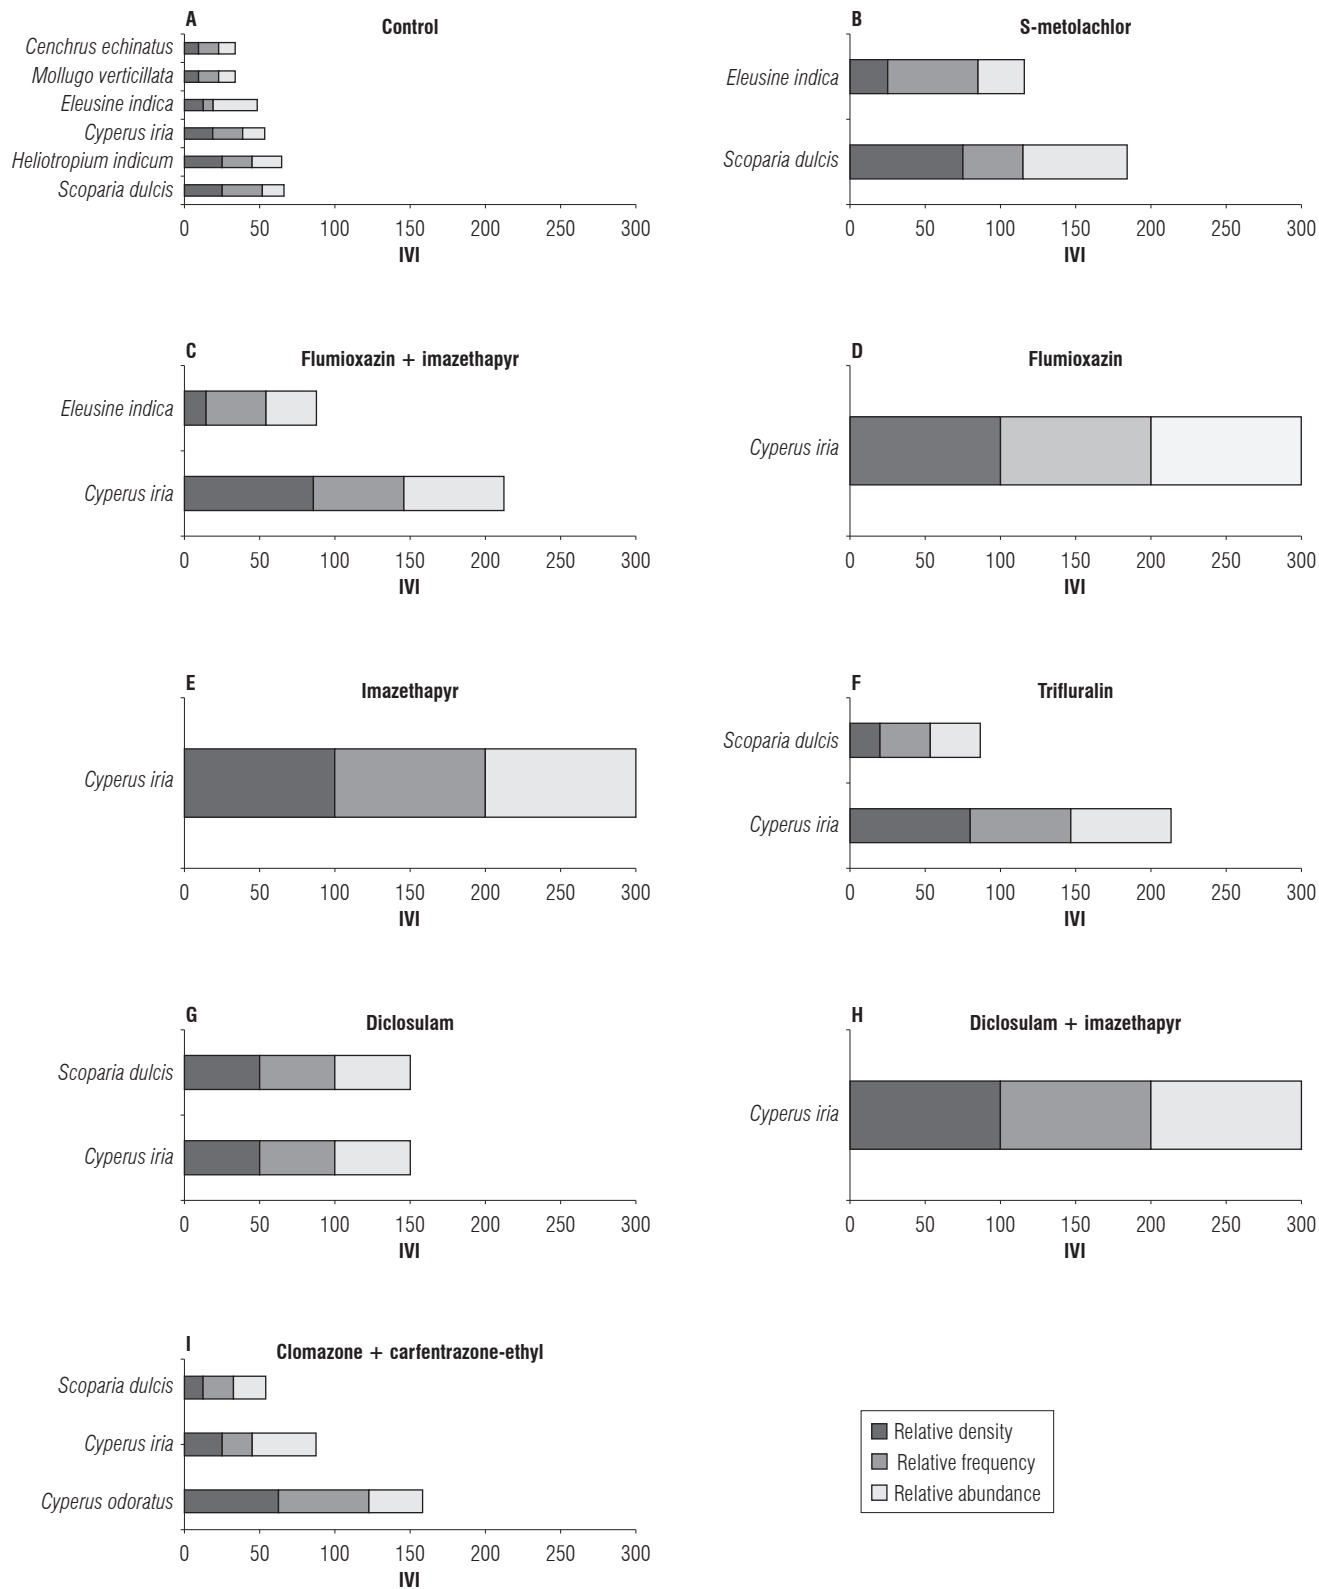 A
Control
Cenchrus echinatus
Mollugo verticillata
Eleusine indica
Cyperus iria
Heliotropium indicum
Scoparia dulcis
0 50 100 150 200 250 300
IVI
B
S-metolachlor
Eleusine indica
Scoparia dulcis
0 50 100 150 200 250 300
IVI
C
Flumioxazin + imazethapyr
Eleusine indica
Cyperus iria
0 50 100 150 200 250 300
IVI
D
Flumioxazin
Cyperus iria
0 50 100 150 200 250 300
IVI
E
Imazethapyr
Cyperus iria
0 50 100 150 200 250 300
IVI
F
Trifluralin
Scoparia dulcis
Cyperus iria
0 50 100 150 200 250 300
IVI
G
Diclosulam
Scoparia dulcis
Cyperus iria
0 50 100 150 200 250 300
IVI
H
Diclosulam + imazethapyr
Cyperus iria
0 50 100 150 200 250 300
IVI
I
Clomazone + carfentrazone-ethyl
Scoparia dulcis
Cyperus iria
Cyperus odoratus
0 50 100 150 200 250 300
IVI
Relative density
Relative frequency
Relative abundance